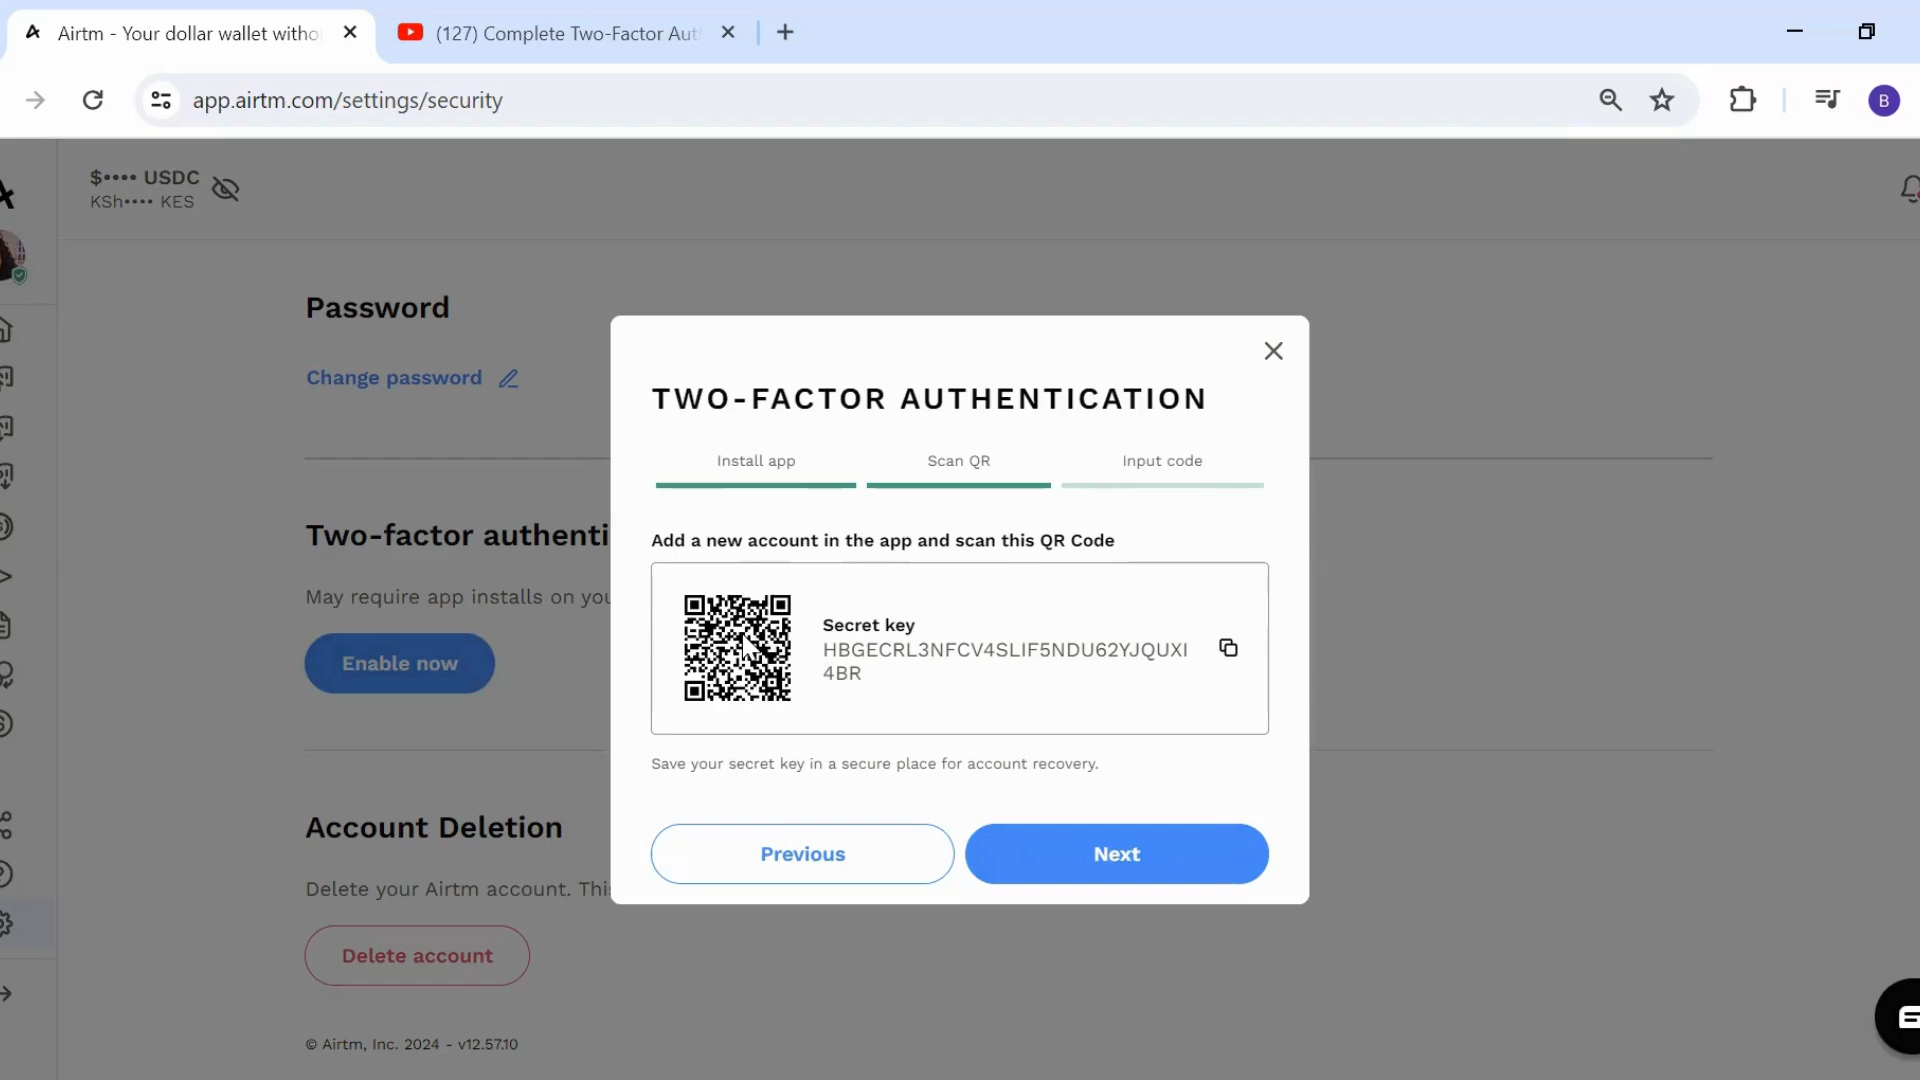 Airtm - Your dollar wallet witho
(127) Complete Two-Factor Aut
app.airtm.com/settings/security
B
$•••• USDC
KSh•••• KES
Password
Change password
TWO-FACTOR AUTHENTICATION
Install app
Scan QR
Input code
Two-factor authenti
Add a new account in the app and scan this QR Code
May require app installs on you
Secret key
HBGECRL3NFCV4SLIF5NDU62YJQUXI
4BR
Enable now
Save your secret key in a secure place for account recovery.
Account Deletion
Previous
Next
Delete your Airtm account. This
Delete account
© Airtm, Inc. 2024 - v12.57.10